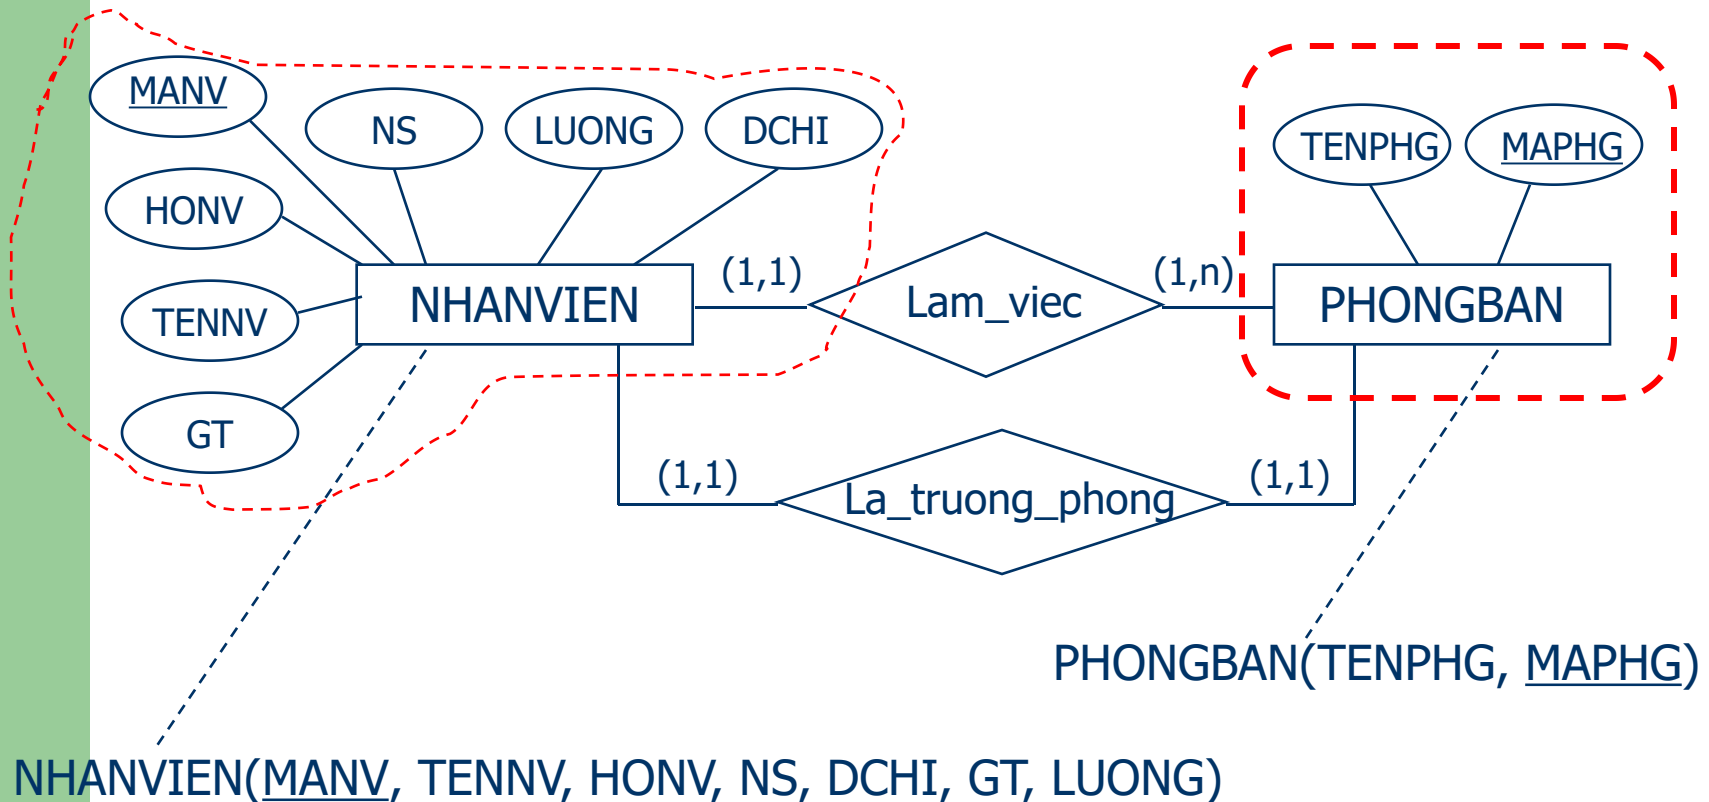 MANV
NS
LUONG
DCHI
TENPHG
MAPHG
HONV
(1,1)
(1,n)
NHANVIEN
Lam_viec
PHONGBAN
TENNV
GT
(1,1)
La_truong_phong
(1,1)
PHONGBAN(TENPHG, MAPHG)
NHANVIEN(MANV, TENNV, HONV, NS, DCHI, GT, LUONG)